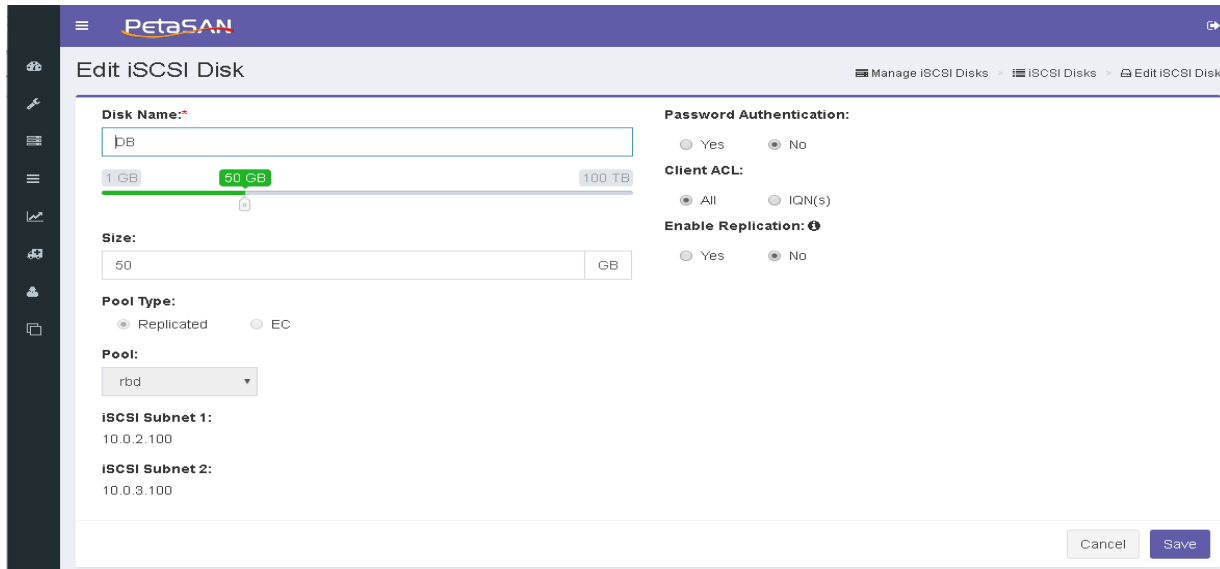 PetaSAN
Edit iSCSI Disk
Manage iSCSI Disks > iSCSI Disks > Edit iSCSI Disk
Disk Name:*
DB
1 GB 50 GB 100 TB
Size:
50 GB
Pool Type:
Replicated EC
Pool:
rbd
iSCSI Subnet 1:
10.0.2.100
iSCSI Subnet 2:
10.0.3.100
Password Authentication:
Yes No
Client ACL:
All IQN(s)
Enable Replication:
Yes No
Cancel Save